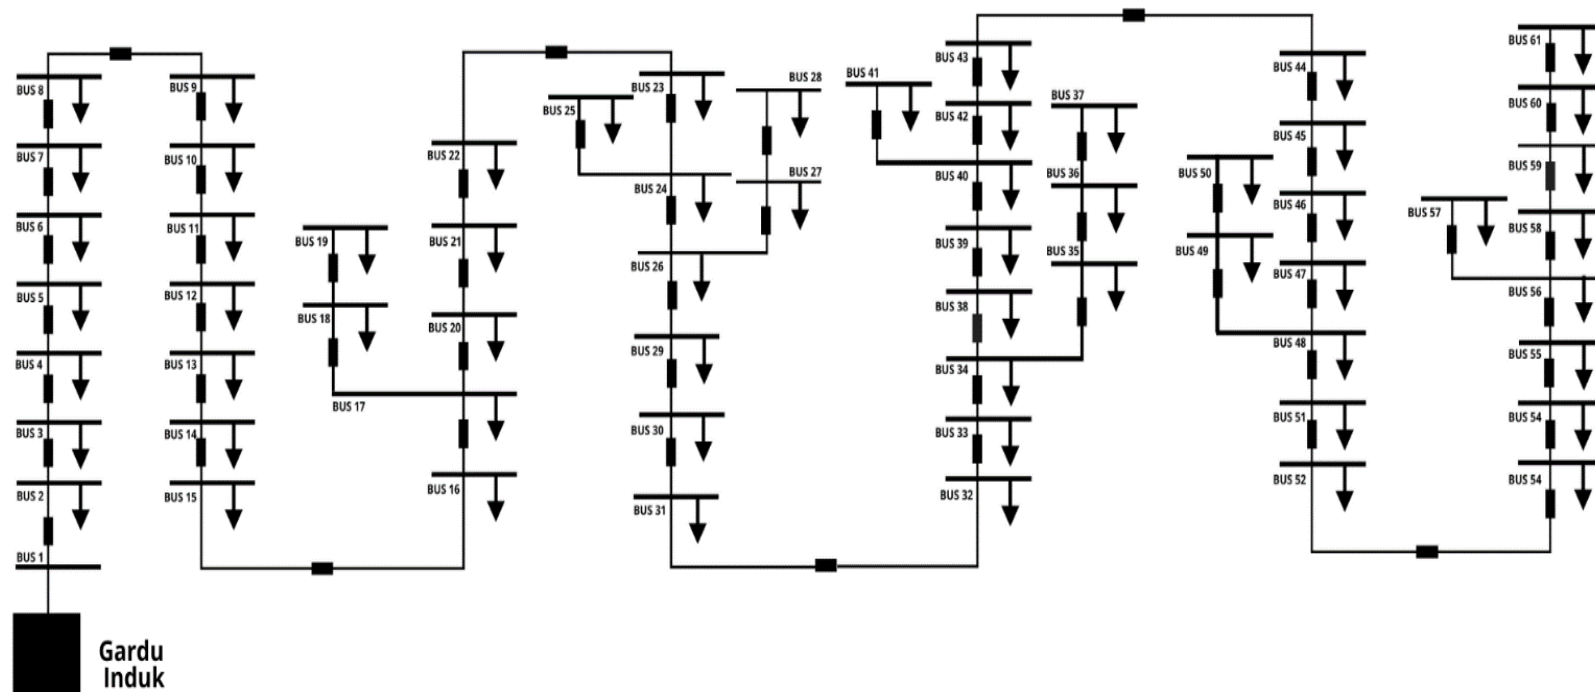 BUS 8
BUS 7
BUS 6
BUS 5
BUS 4
BUS 3
BUS 2
BUS 1
Gardu
Induk
BUS 9
BUS 10
BUS 11
BUS 12
BUS 13
BUS 14
BUS 15
BUS 19
BUS 18
BUS 17
BUS 22
BUS 21
BUS 20
BUS 16
BUS 25
BUS 23
BUS 24
BUS 26
BUS 28
BUS 27
BUS 29
BUS 30
BUS 31
BUS 41
BUS 43
BUS 42
BUS 40
BUS 39
BUS 38
BUS 34
BUS 33
BUS 32
BUS 37
BUS 36
BUS 35
BUS 50
BUS 49
BUS 44
BUS 45
BUS 46
BUS 47
BUS 48
BUS 51
BUS 52
BUS 57
BUS 61
BUS 60
BUS 59
BUS 58
BUS 56
BUS 55
BUS 54
BUS 54